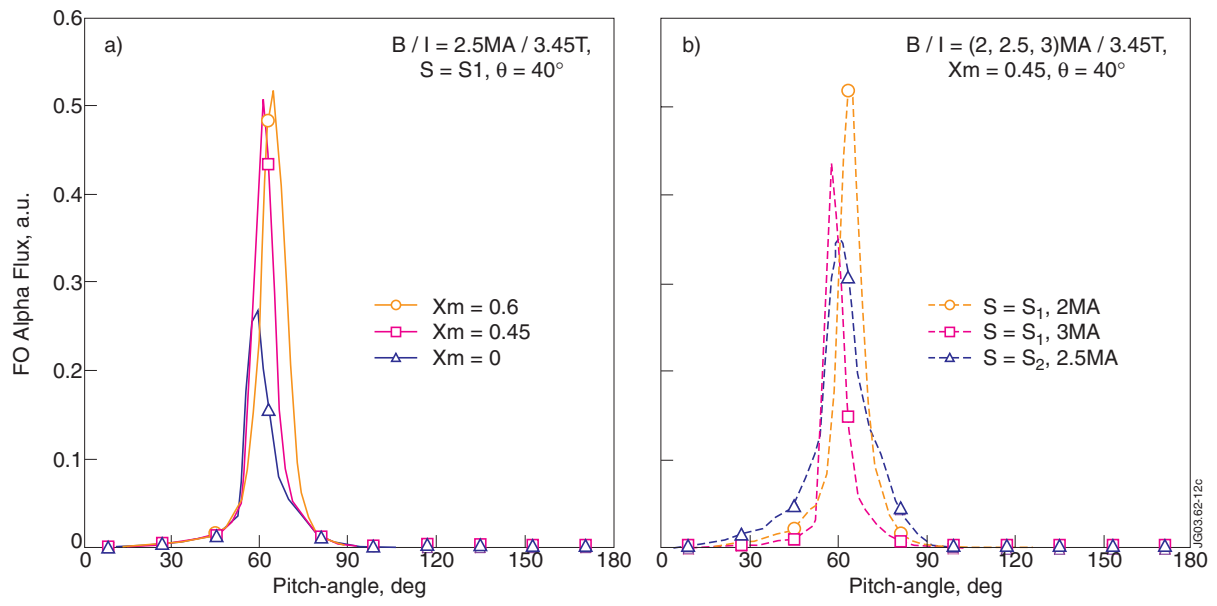 a)
B / I = 2.5MA / 3.45T,
S = S1, θ = 40°
b)
B / I = (2, 2.5, 3)MA / 3.45T,
Xm = 0.45, θ = 40°
0.6
0.5
0.4
0.3
0.2
0.1
0
FO Alpha Flux, a.u.
Xm = 0.6
Xm = 0.45
Xm = 0
S = S₁, 2MA
S = S₁, 3MA
S = S₂, 2.5MA
0 30 60 90 120 150 180
Pitch-angle, deg
0 30 60 90 120 150 180
Pitch-angle, deg
JG03.62-12c